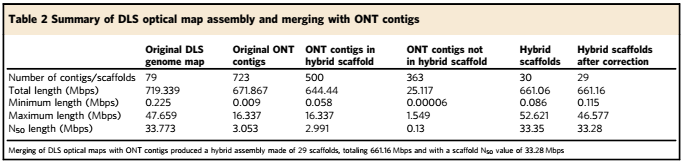 Table 2 Summary of DLS optical map assembly and merging with ONT contigs
Original DLS genome map Original ONT contigs ONT contigs in hybrid scaffold ONT contigs not in hybrid scaffold Hybrid scaffolds Hybrid scaffolds after correction
Number of contigs/scaffolds 79 723 500 363 30 29
Total length (Mbps) 719.339 671.867 644.44 25.117 661.06 661.16
Minimum length (Mbps) 0.225 0.009 0.058 0.00006 0.086 0.115
Maximum length (Mbps) 47.659 16.337 16.337 1.549 52.621 46.577
N50 length (Mbps) 33.773 3.053 2.991 0.13 33.35 33.28
Merging of DLS optical maps with ONT contigs produced a hybrid assembly made of 29 scaffolds, totaling 661.16 Mbps and with a scaffold N50 value of 33.28 Mbps